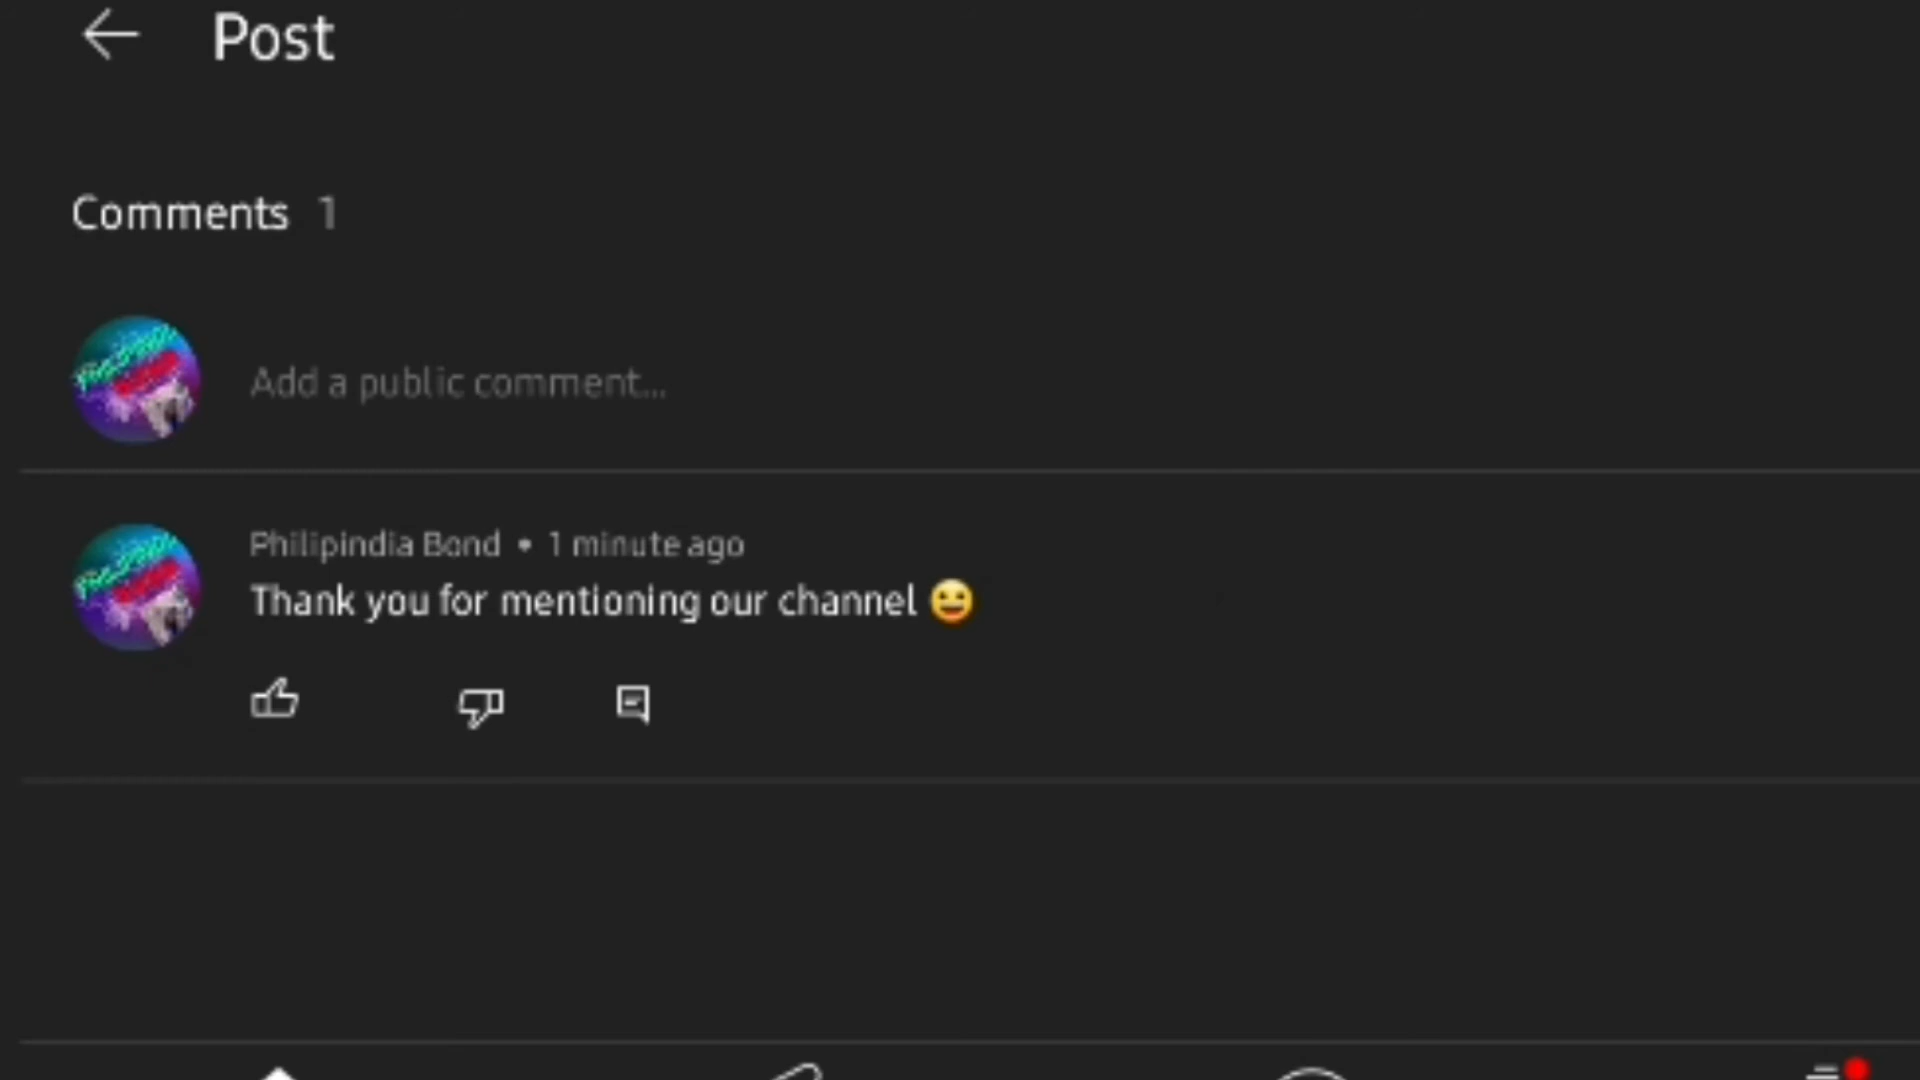 Post
Comments 1
Add a public comment...
Philipindia Bond • 1 minute ago
Thank you for mentioning our channel 😀